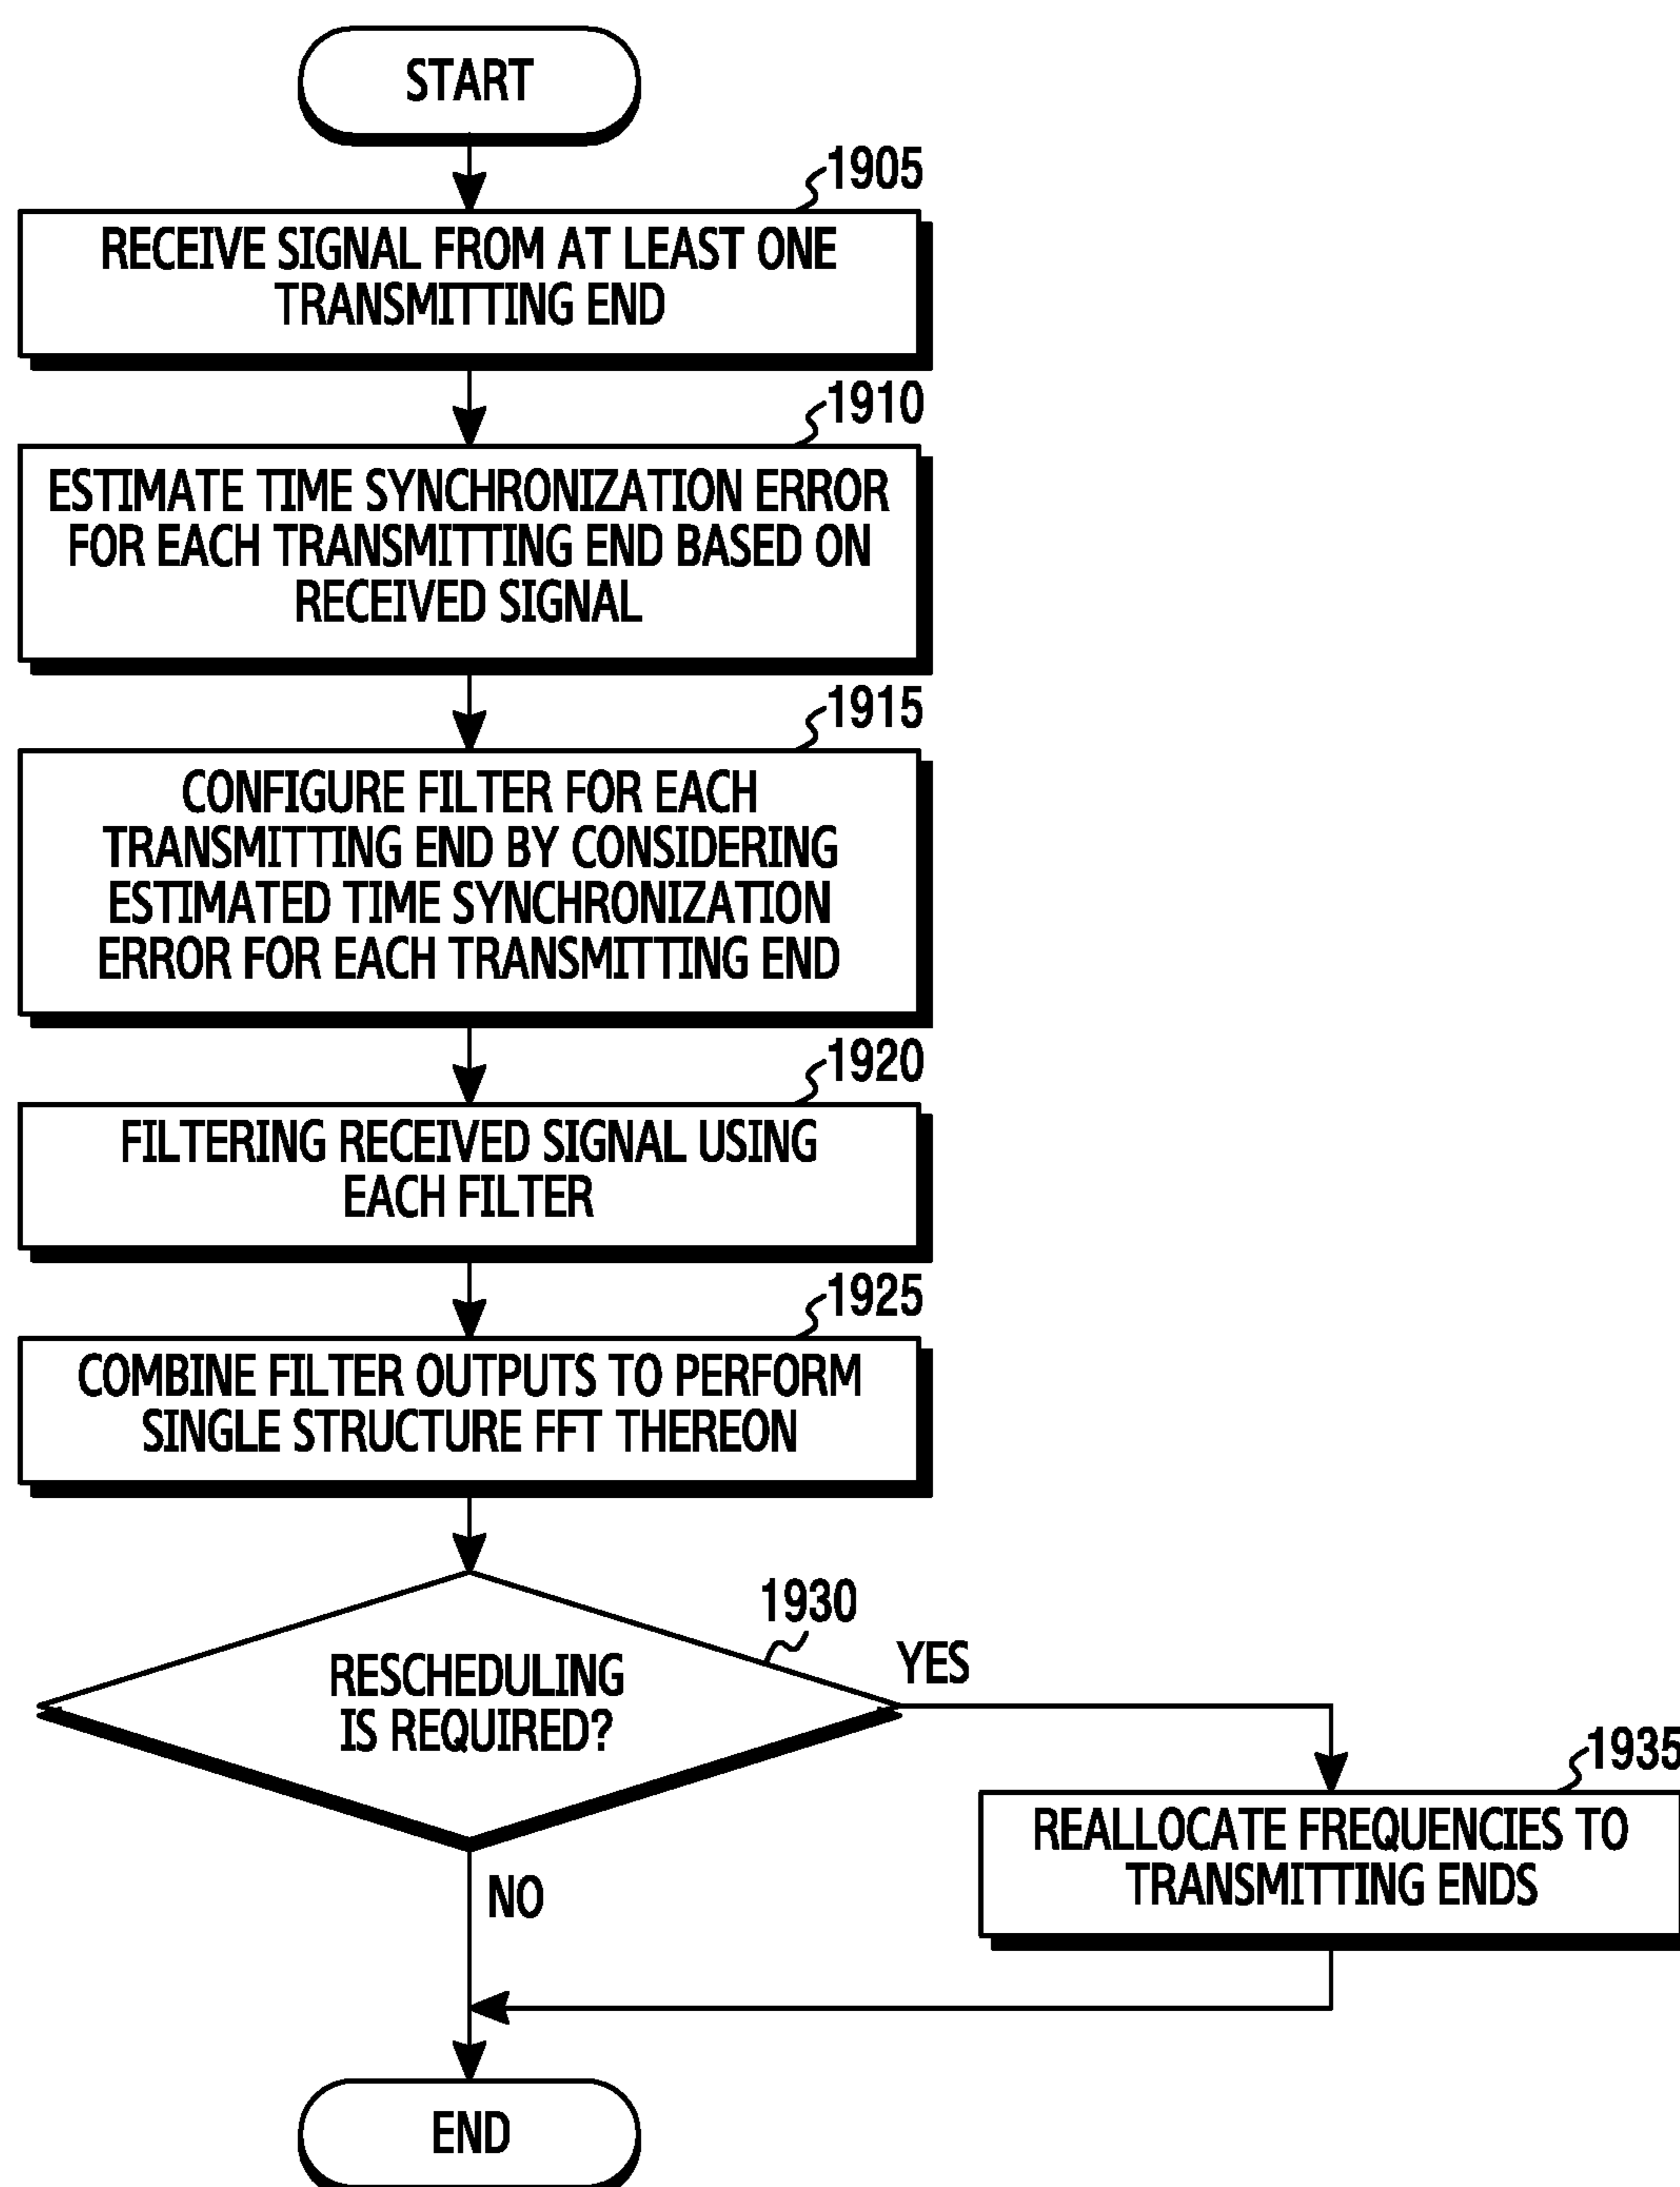 START
1905
RECEIVE SIGNAL FROM AT LEAST ONE
TRANSMITTING END
1910
ESTIMATE TIME SYNCHRONIZATION ERROR
FOR EACH TRANSMITTING END BASED ON
RECEIVED SIGNAL
1915
CONFIGURE FILTER FOR EACH
TRANSMITTING END BY CONSIDERING
ESTIMATED TIME SYNCHRONIZATION
ERROR FOR EACH TRANSMITTING END
1920
FILTERING RECEIVED SIGNAL USING
EACH FILTER
1925
COMBINE FILTER OUTPUTS TO PERFORM
SINGLE STRUCTURE FFT THEREON
1930
RESCHEDULING
IS REQUIRED?
YES
1935
REALLOCATE FREQUENCIES TO
TRANSMITTING ENDS
NO
END